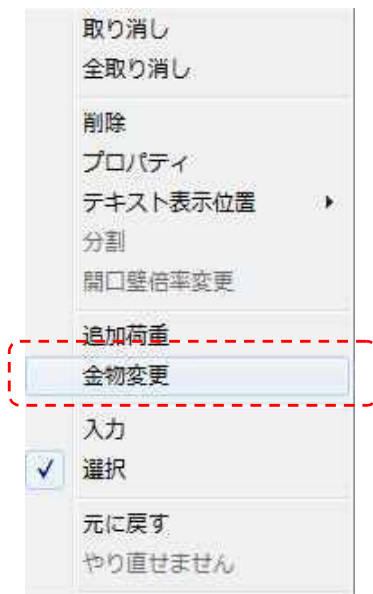 取り消し
全取り消し
削除
プロパティ
テキスト表示位置
分割
開口壁倍率変更
追加荷重
金物変更
入力
選択
元に戻す
やり直せません